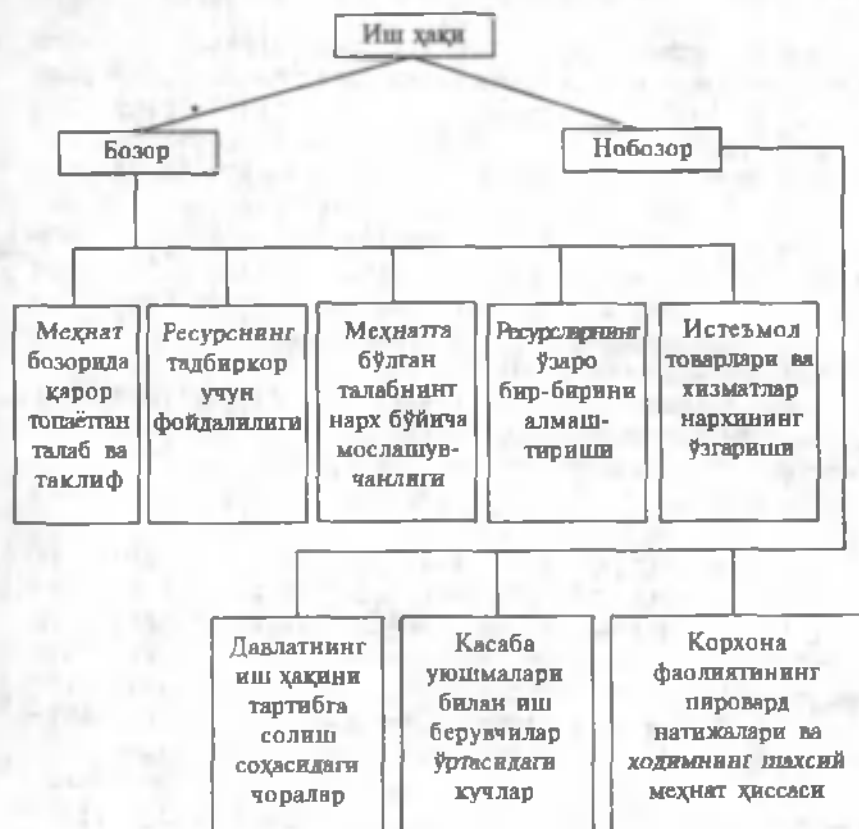 Иш ҳақи
Бозор
Нобозор
Меҳнат
бозорида
қарор
топаётган
талаб ва
таклиф
Ресурснинг
тадбиркор
учун
фойдалилиги
Меҳнатга
бўлган
талабнинг
нарх бўйича
мослашув-
чанлиги
Ресурсларнинг
ўзаро
бир-бирини
алмаш-
тириши
Истеъмол
товарлари ва
хизматлар
нархининг
ўзгариши
Давлатнинг
иш ҳақини
тартибга
солиш
соҳасидаги
чоралар
Касаба
уюшмалари
билан иш
берувчилар
ўртасидаги
кучлар
Корхона
фаолиятининг
пировард
натижалари ва
ходимнинг шахсий
меҳнат ҳиссаси